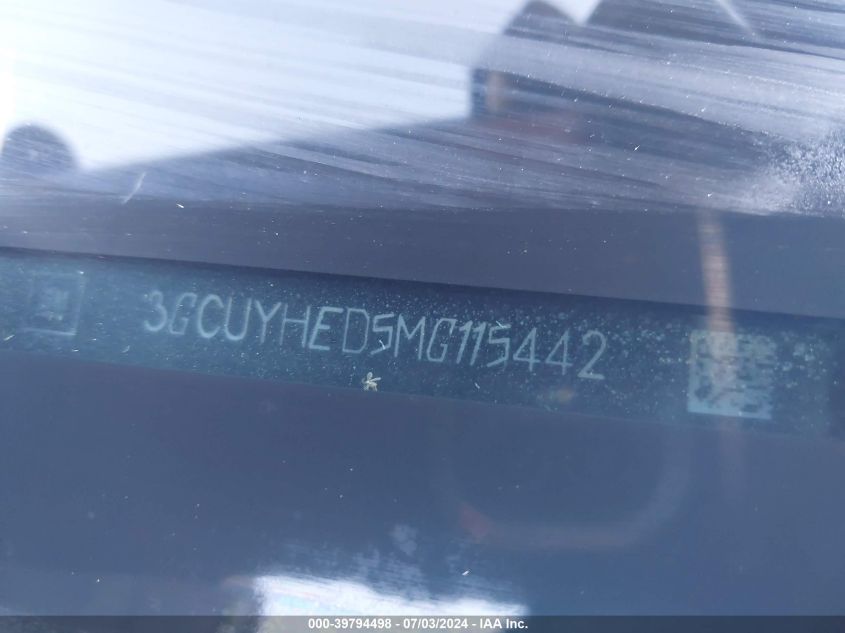 3GCUYHED5MG115442
000-39794498 - 07/03/2024 - IAA Inc.